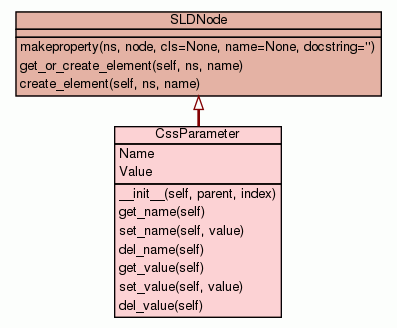 SLDNode
makeproperty(ns, node, cls=None, name=None, docstring='')
get_or_create_element(self, ns, name)
create_element(self, ns, name)
CssParameter
Name
Value
__init__(self, parent, index)
get_name(self)
set_name(self, value)
del_name(self)
get_value(self)
set_value(self, value)
del_value(self)